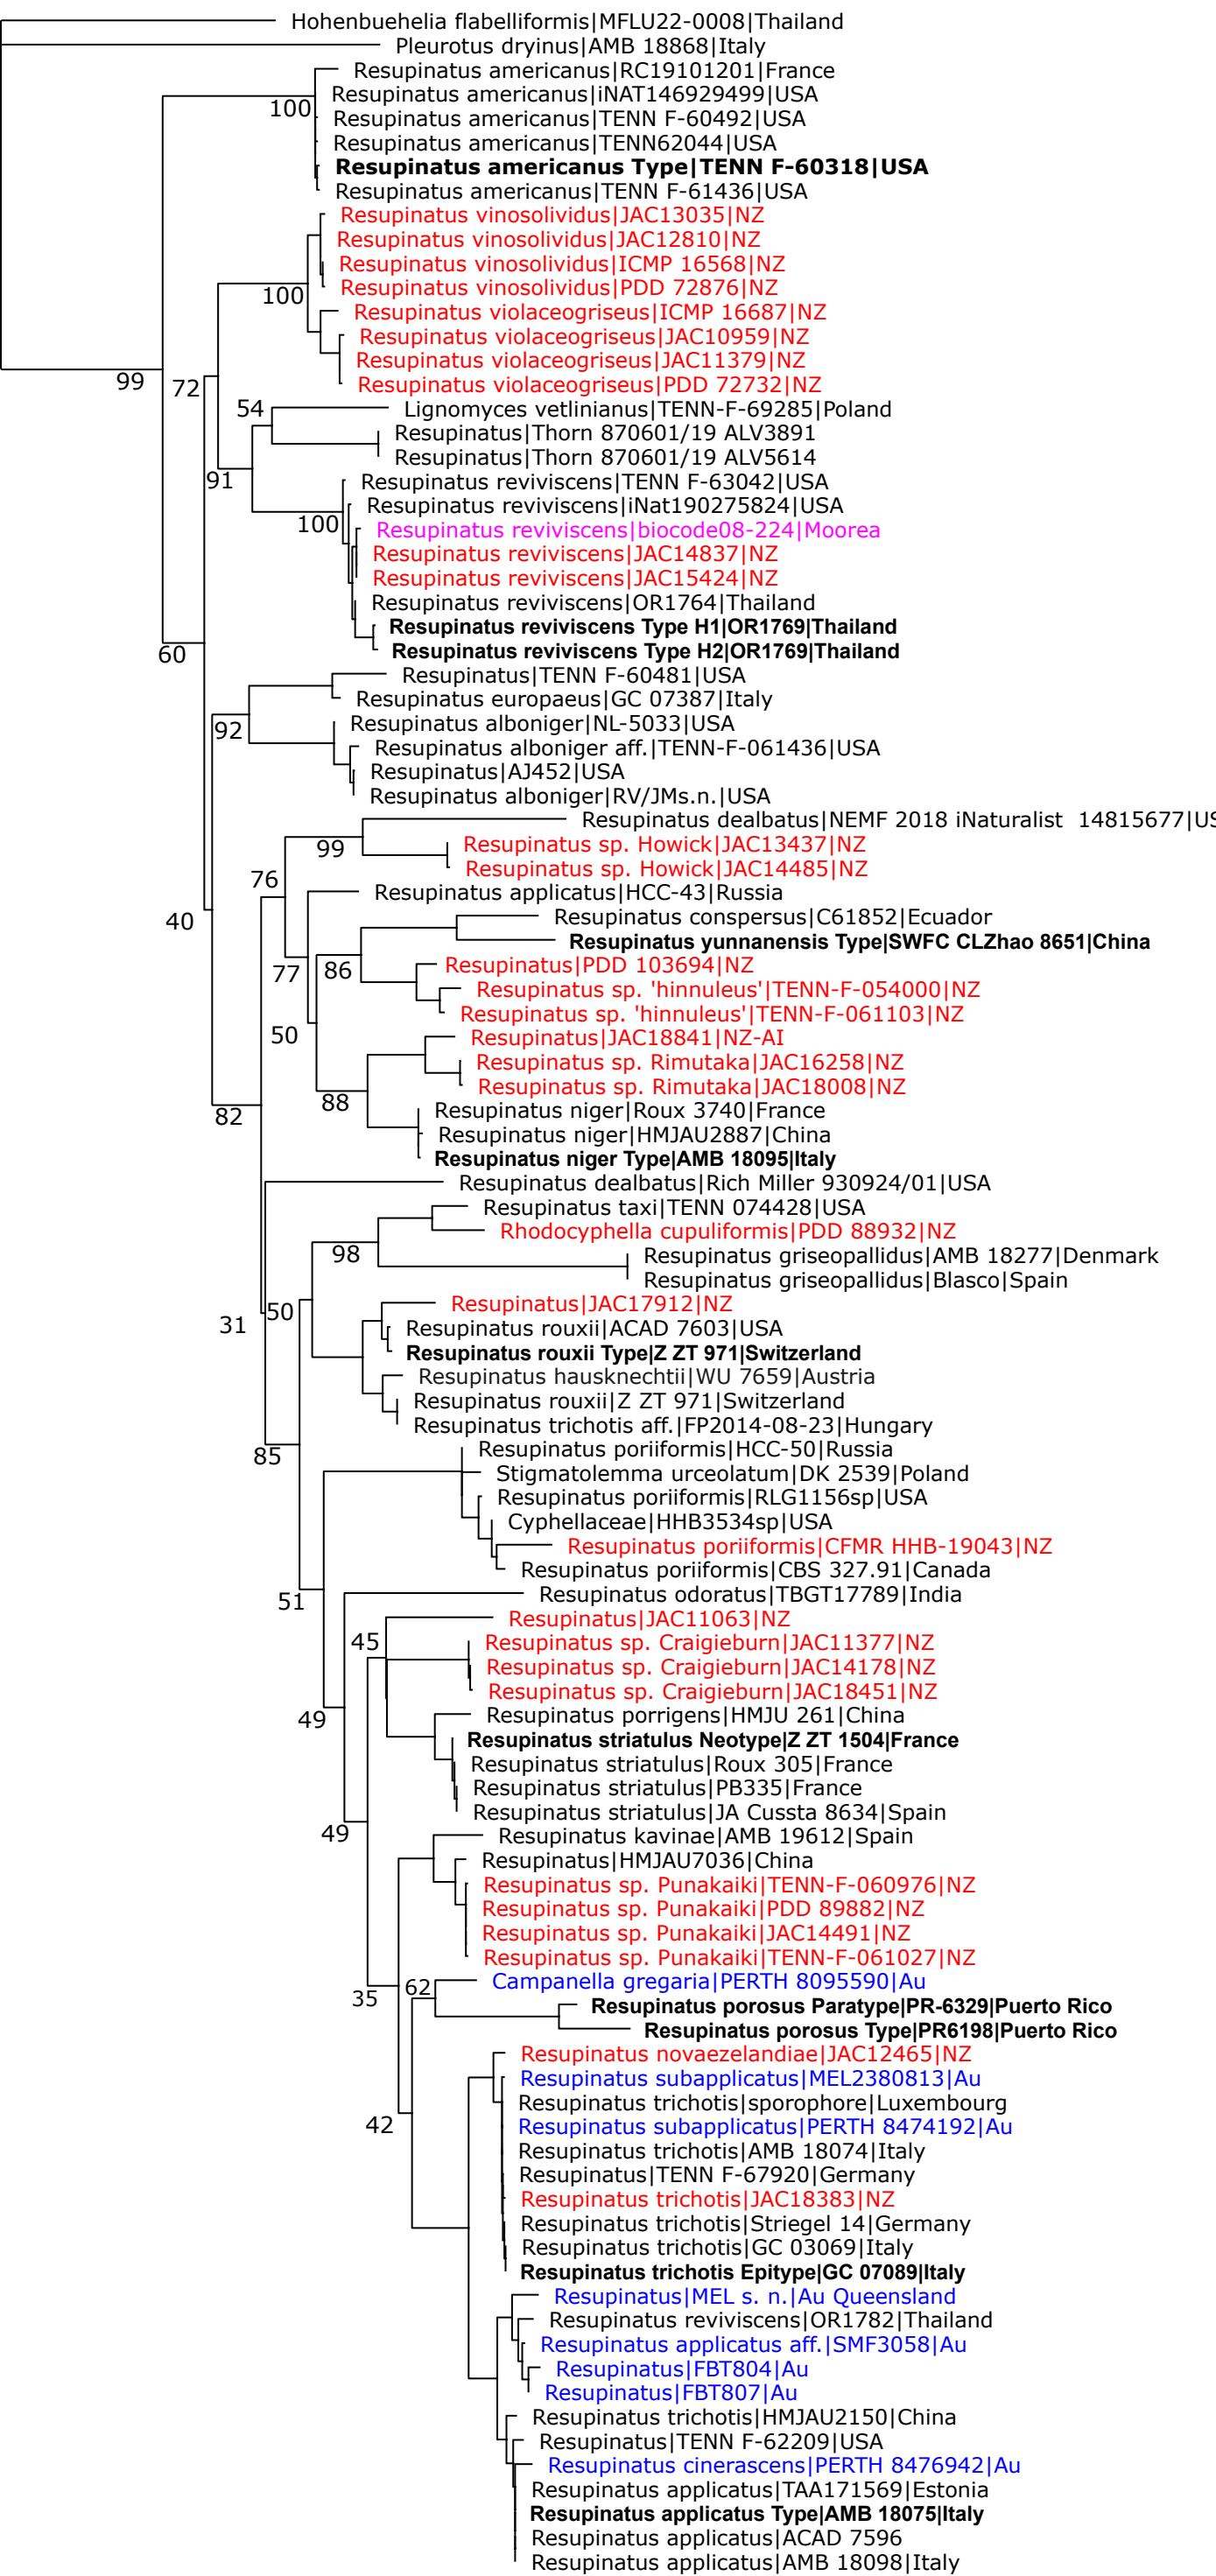 Hohenbuehelia flabelliformis|MFLU22-0008|Thailand
Pleurotus dryinus|AMB 18868|Italy
Resupinatus americanus|RC19101201|France
Resupinatus americanus|iNAT146929499|USA
100
Resupinatus americanus|TENN F-60492|USA
Resupinatus americanus|TENN62044|USA
Resupinatus americanus Type|TENN F-60318|USA
Resupinatus americanus|TENN F-61436|USA
Resupinatus vinosolividus|JAC13035|NZ
Resupinatus vinosolividus|JAC12810|NZ
Resupinatus vinosolividus|ICMP 16568|NZ
Resupinatus vinosolividus|PDD 72876|NZ
100
Resupinatus violaceogriseus|ICMP 16687|NZ
Resupinatus violaceogriseus|JAC10959|NZ
Resupinatus violaceogriseus|JAC11379|NZ
99
72
Resupinatus violaceogriseus|PDD 72732|NZ
54
Lignomyces vetlinianus|TENN-F-69285|Poland
Resupinatus|Thorn 870601/19 ALV3891
Resupinatus|Thorn 870601/19 ALV5614
91
Resupinatus reviviscens|TENN F-63042|USA
Resupinatus reviviscens|iNat190275824|USA
100
Resupinatus reviviscens|biocode08-224|Moorea
Resupinatus reviviscens|JAC14837|NZ
Resupinatus reviviscens|JAC15424|NZ
Resupinatus reviviscens|OR1764|Thailand
Resupinatus reviviscens Type H1|OR1769|Thailand
60
Resupinatus reviviscens Type H2|OR1769|Thailand
Resupinatus|TENN F-60481|USA
Resupinatus europaeus|GC 07387|Italy
92
Resupinatus alboniger|NL-5033|USA
Resupinatus alboniger aff.|TENN-F-061436|USA
Resupinatus|AJ452|USA
Resupinatus alboniger|RV/JMs.n.|USA
Resupinatus dealbatus|NEMF 2018 iNaturalist  14815677|US
99
Resupinatus sp. Howick|JAC13437|NZ
Resupinatus sp. Howick|JAC14485|NZ
76
Resupinatus applicatus|HCC-43|Russia
40
Resupinatus conspersus|C61852|Ecuador
Resupinatus yunnanensis Type|SWFC CLZhao 8651|China
77
86
Resupinatus|PDD 103694|NZ
Resupinatus sp. 'hinnuleus'|TENN-F-054000|NZ
Resupinatus sp. 'hinnuleus'|TENN-F-061103|NZ
50
Resupinatus|JAC18841|NZ-AI
Resupinatus sp. Rimutaka|JAC16258|NZ
Resupinatus sp. Rimutaka|JAC18008|NZ
88
82
Resupinatus niger|Roux 3740|France
Resupinatus niger|HMJAU2887|China
Resupinatus niger Type|AMB 18095|Italy
Resupinatus dealbatus|Rich Miller 930924/01|USA
Resupinatus taxi|TENN 074428|USA
Rhodocyphella cupuliformis|PDD 88932|NZ
98
Resupinatus griseopallidus|AMB 18277|Denmark
Resupinatus griseopallidus|Blasco|Spain
31
50
Resupinatus|JAC17912|NZ
Resupinatus rouxii|ACAD 7603|USA
Resupinatus rouxii Type|Z ZT 971|Switzerland
Resupinatus hausknechtii|WU 7659|Austria
Resupinatus rouxii|Z ZT 971|Switzerland
Resupinatus trichotis aff.|FP2014-08-23|Hungary
85
Resupinatus poriiformis|HCC-50|Russia
Stigmatolemma urceolatum|DK 2539|Poland
Resupinatus poriiformis|RLG1156sp|USA
Cyphellaceae|HHB3534sp|USA
Resupinatus poriiformis|CFMR HHB-19043|NZ
Resupinatus poriiformis|CBS 327.91|Canada
51
Resupinatus odoratus|TBGT17789|India
Resupinatus|JAC11063|NZ
45
Resupinatus sp. Craigieburn|JAC11377|NZ
Resupinatus sp. Craigieburn|JAC14178|NZ
Resupinatus sp. Craigieburn|JAC18451|NZ
49
Resupinatus porrigens|HMJU 261|China
Resupinatus striatulus Neotype|Z ZT 1504|France
Resupinatus striatulus|Roux 305|France
Resupinatus striatulus|PB335|France
Resupinatus striatulus|JA Cussta 8634|Spain
49
Resupinatus kavinae|AMB 19612|Spain
Resupinatus|HMJAU7036|China
Resupinatus sp. Punakaiki|TENN-F-060976|NZ
Resupinatus sp. Punakaiki|PDD 89882|NZ
Resupinatus sp. Punakaiki|JAC14491|NZ
Resupinatus sp. Punakaiki|TENN-F-061027|NZ
35
62
Campanella gregaria|PERTH 8095590|Au
Resupinatus porosus Paratype|PR-6329|Puerto Rico
Resupinatus porosus Type|PR6198|Puerto Rico
Resupinatus novaezelandiae|JAC12465|NZ
Resupinatus subapplicatus|MEL2380813|Au
Resupinatus trichotis|sporophore|Luxembourg
42
Resupinatus subapplicatus|PERTH 8474192|Au
Resupinatus trichotis|AMB 18074|Italy
Resupinatus|TENN F-67920|Germany
Resupinatus trichotis|JAC18383|NZ
Resupinatus trichotis|Striegel 14|Germany
Resupinatus trichotis|GC 03069|Italy
Resupinatus trichotis Epitype|GC 07089|Italy
Resupinatus|MEL s. n.|Au Queensland
Resupinatus reviviscens|OR1782|Thailand
Resupinatus applicatus aff.|SMF3058|Au
Resupinatus|FBT804|Au
Resupinatus|FBT807|Au
Resupinatus trichotis|HMJAU2150|China
Resupinatus|TENN F-62209|USA
Resupinatus cinerascens|PERTH 8476942|Au
Resupinatus applicatus|TAA171569|Estonia
Resupinatus applicatus Type|AMB 18075|Italy
Resupinatus applicatus|ACAD 7596
Resupinatus applicatus|AMB 18098|Italy